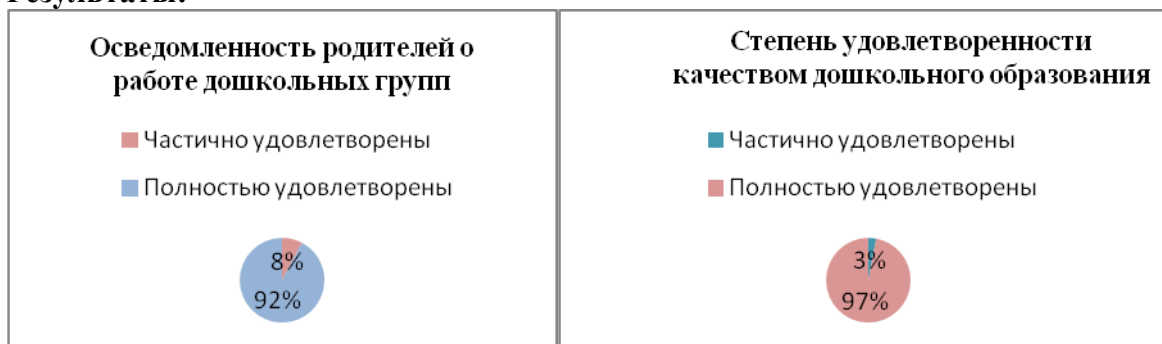 Результаты:
Осведомленность родителей о
работе дошкольных групп
Частично удовлетворены
Полностью удовлетворены
8%
92%
Степень удовлетворенности
качеством дошкольного образования
Частично удовлетворены
Полностью удовлетворены
3%
97%